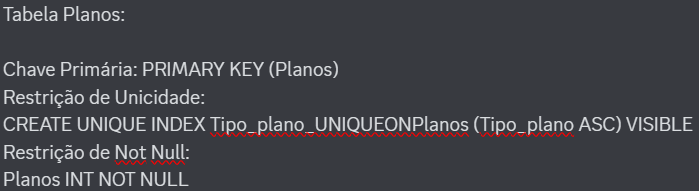 Tabela Planos:
Chave Primária: PRIMARY KEY (Planos)
Restrição de Unicidade:
CREATE UNIQUE INDEX Tipo_plano_UNIQUEONPlanos (Tipo_plano ASC) VISIBLE
Restrição de Not Null:
Planos INT NOT NULL